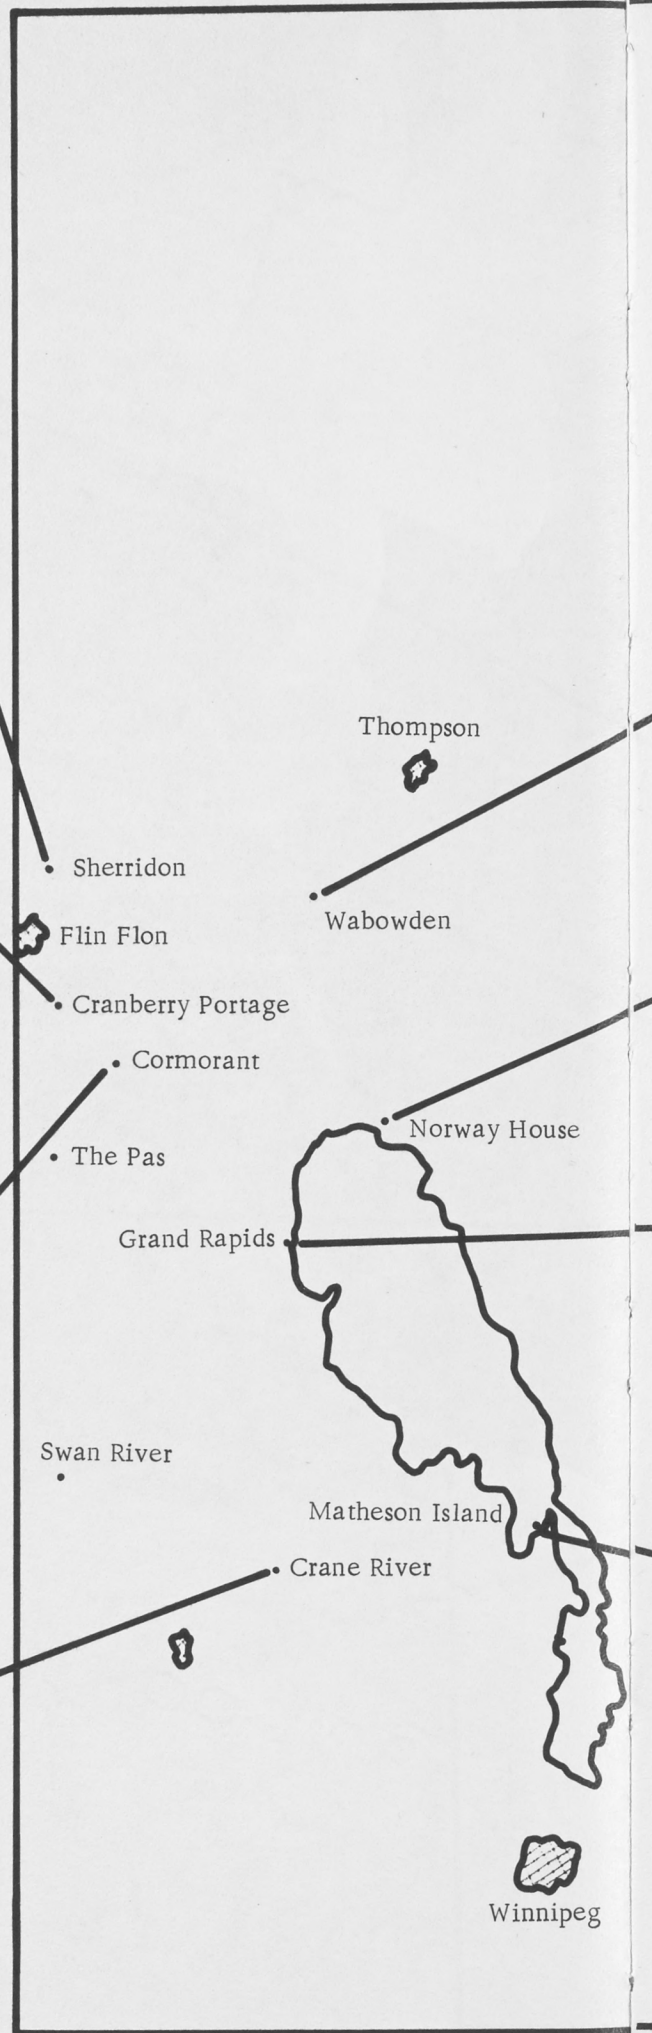 Thompson
Sherridon
Wabowden
Flin Flon
Cranberry Portage
Cormorant
Norway House
The Pas
Grand Rapids
Swan River
Matheson Island
Crane River
Winnipeg